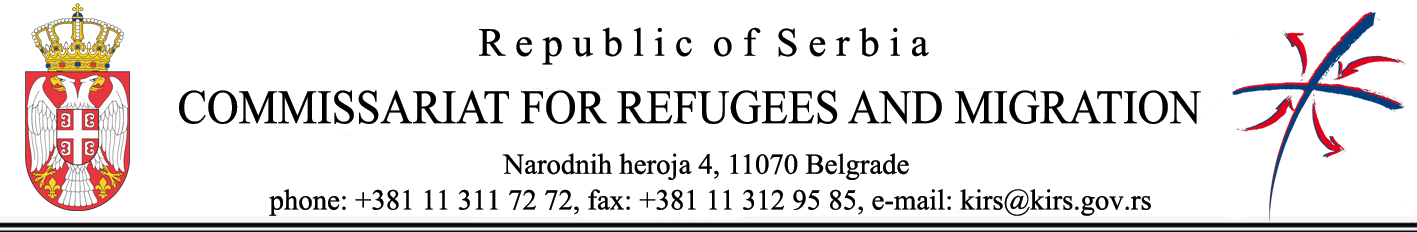 Republic of Serbia
COMMISSARIAT FOR REFUGEES AND MIGRATION
Narodnih heroja 4, 11070 Belgrade
phone: +381 11 311 72 72, fax: +381 11 312 95 85, e-mail: kirs@kirs.gov.rs